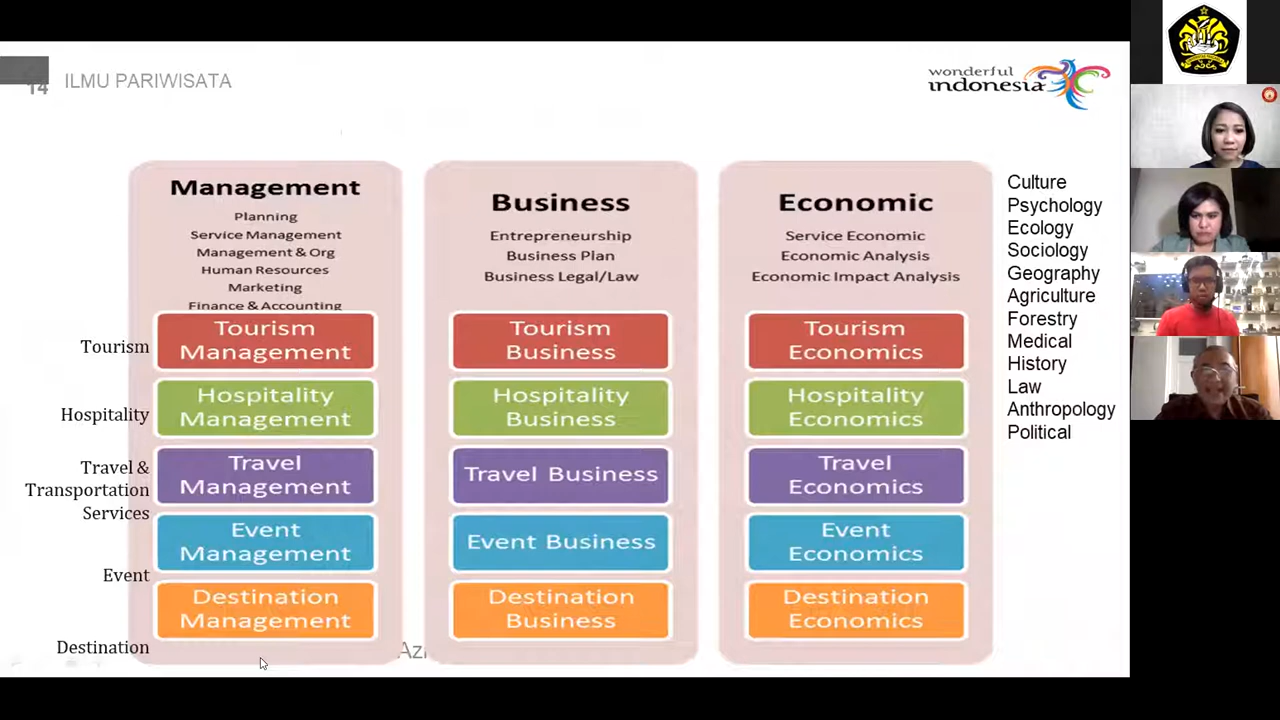 14
ILMU PARIWISATA
wonderful
indonesia
Management
Planning
Service Management
Management & Org
Human Resources
Marketing
Finance & Accounting
Business
Entrepreneurship
Business Plan
Business Legal/Law
Economic
Service Economic
Economic Analysis
Economic Impact Analysis
Tourism
Tourism
Management
Tourism
Business
Tourism
Economics
Hospitality
Hospitality
Management
Hospitality
Business
Hospitality
Economics
Travel &
Transportation
Services
Travel
Management
Travel Business
Travel
Economics
Event
Event
Management
Event Business
Event
Economics
Destination
Destination
Management
Destination
Business
Destination
Economics
Culture
Psychology
Ecology
Sociology
Geography
Agriculture
Forestry
Medical
History
Law
Anthropology
Political